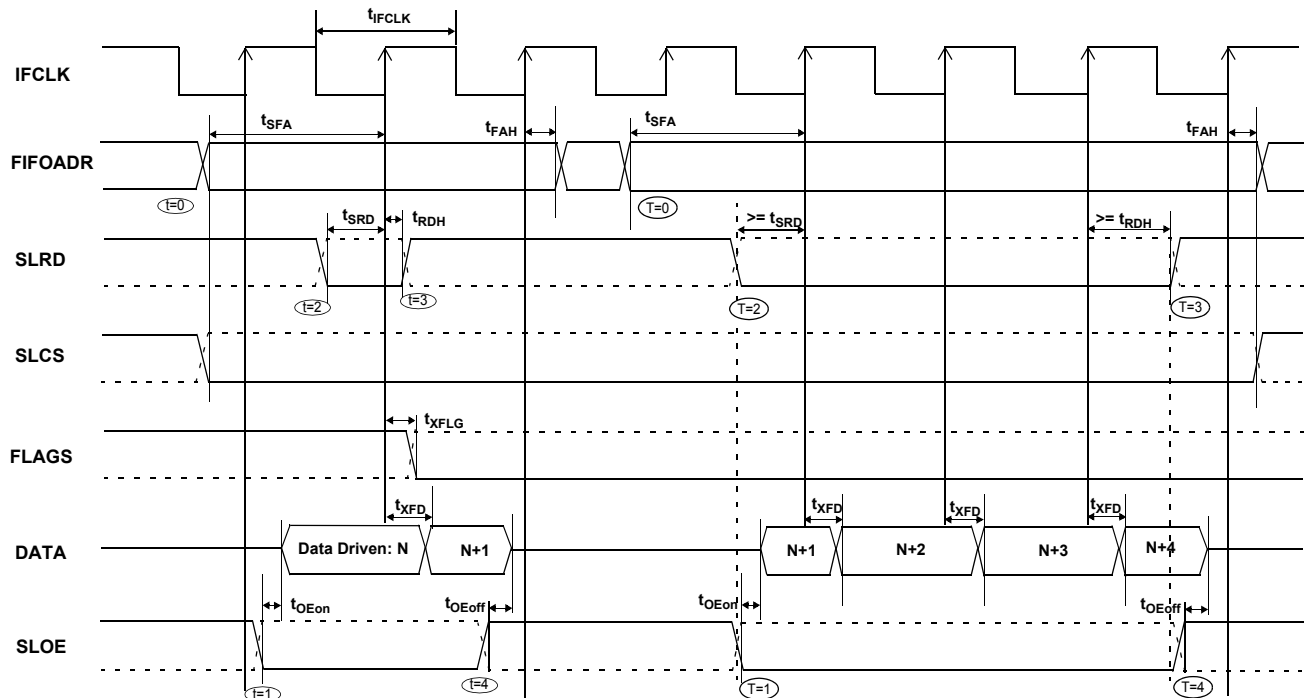 tIFCLK
IFCLK
tSFA
tFAH
tSFA
tFAH
FIFOADR
t=0
T=0
tSRD
tRDH
>= tSRD
>= tRDH
SLRD
t=2
t=3
T=2
T=3
SLCS
tXFLG
FLAGS
tXFD
tXFD
tXFD
tXFD
DATA
Data Driven: N
N+1
N+1
N+2
N+3
N+4
tOEon
tOEoff
tOEon
tOEoff
SLOE
t=1
t=4
T=1
T=4